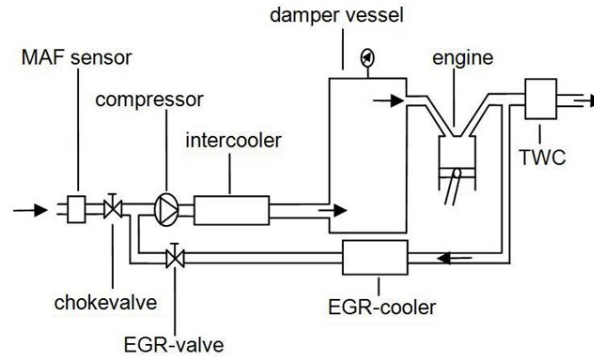 damper vessel
MAF sensor
engine
compressor
intercooler
TWC
chokevalve
EGR-cooler
EGR-valve